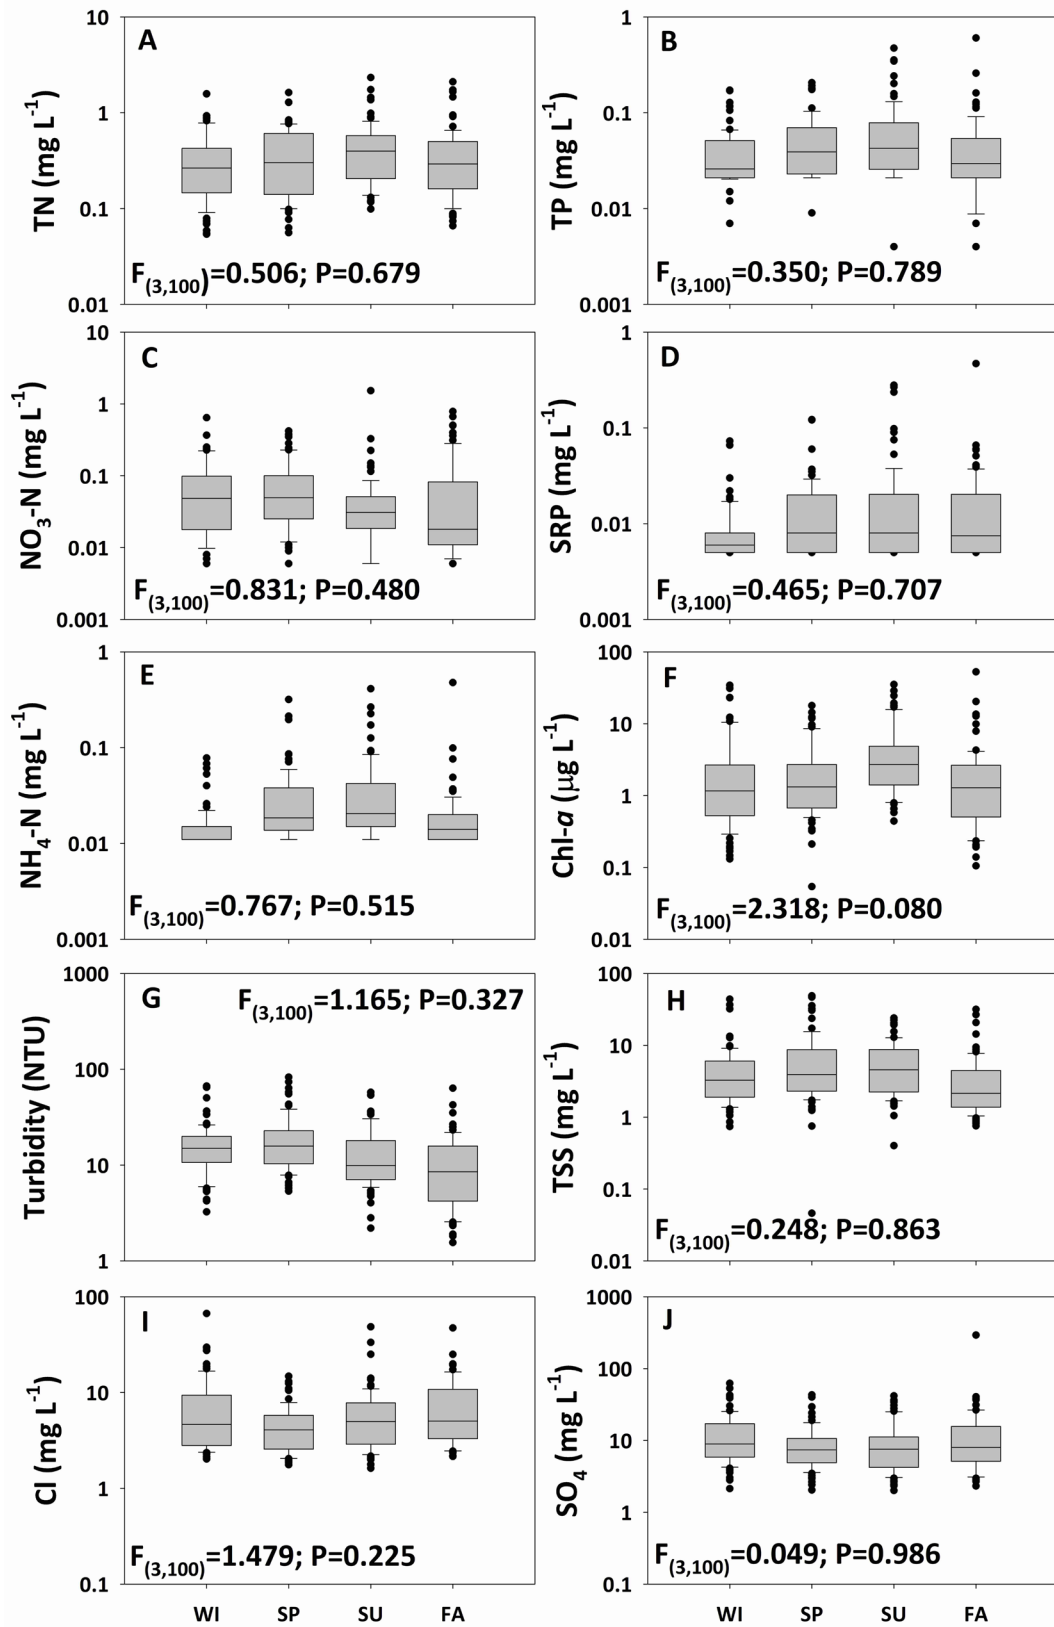 A
TN (mg L-1)
10
1
0.1
0.01
F(3,100)=0.506; P=0.679
B
TP (mg L-1)
1
0.1
0.01
0.001
F(3,100)=0.350; P=0.789
C
NO3-N (mg L-1)
10
1
0.1
0.01
0.001
F(3,100)=0.831; P=0.480
D
SRP (mg L-1)
1
0.1
0.01
0.001
F(3,100)=0.465; P=0.707
E
NH4-N (mg L-1)
1
0.1
0.01
0.001
F(3,100)=0.767; P=0.515
F
Chl-a (μg L-1)
100
10
1
0.1
0.01
F(3,100)=2.318; P=0.080
G
Turbidity (NTU)
1000
100
10
1
F(3,100)=1.165; P=0.327
H
TSS (mg L-1)
100
10
1
0.1
0.01
F(3,100)=0.248; P=0.863
I
Cl (mg L-1)
100
10
1
0.1
F(3,100)=1.479; P=0.225
WI SP SU FA
J
SO4 (mg L-1)
1000
100
10
1
0.1
F(3,100)=0.049; P=0.986
WI SP SU FA